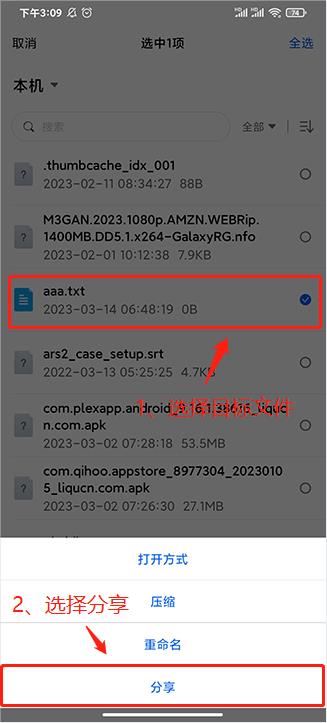 下午3:09
74
取消
选中1项
全选
本机
搜索
全部
.thumbcache_idx_001
2023-02-11 08:34:27 88B
M3GAN.2023.1080p.AMZN.WEBRip.
1400MB.DD5.1.x264-GalaxyRG.nfo
2023-02-01 10:12:38 7.9KB
aaa.txt
2023-03-14 06:48:19 0B
ars2_case_setup.srt
2022-03-13 05:25:25 4.7KB
1、选择目标文件
com.plexapp.android_9.16.1.38616_liquc
n.com.apk
2023-03-02 07:28:18 53.5MB
com.qihoo.appstore_8977304_2023010
5_liqucn.com.apk
2023-03-02 07:26:30 27.1MB
打开方式
压缩
2、选择分享
重命名
分享